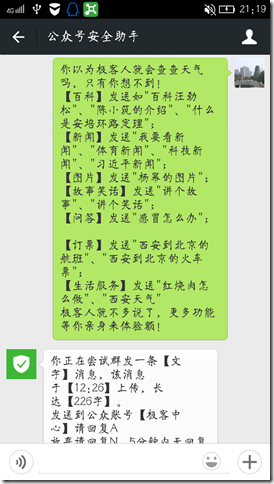 4G 21:19
公众号安全助手
你以为极客人就会查查天气
吗，只有你想不到！
【百科】发送如"百科汪劲
松"、"陈小筑的介绍"、"什么
是安培环路定理"；
【新闻】发送"我要看新
闻"、"体育新闻"、"科技新
闻"、"习近平新闻"；
【图片】发送"杨幂的图片"；
【故事笑话】发送"讲个故
事"、"讲个笑话"；
【问答】发送"感冒怎么办"；
【订票】发送"西安到北京的
航班"、"西安到北京的火车
票"；
【生活服务】发送"红烧肉怎
么做"、"西安天气"
极客人就不多说了，更多功能
等你亲身来体验额！
你正在尝试群发一条【文
字】消息，该消息
于【12:26】上传，长
达【226字】。
发送到公众账号【极客中
心】请回复A
放弃请回复N，5分钟内无回复